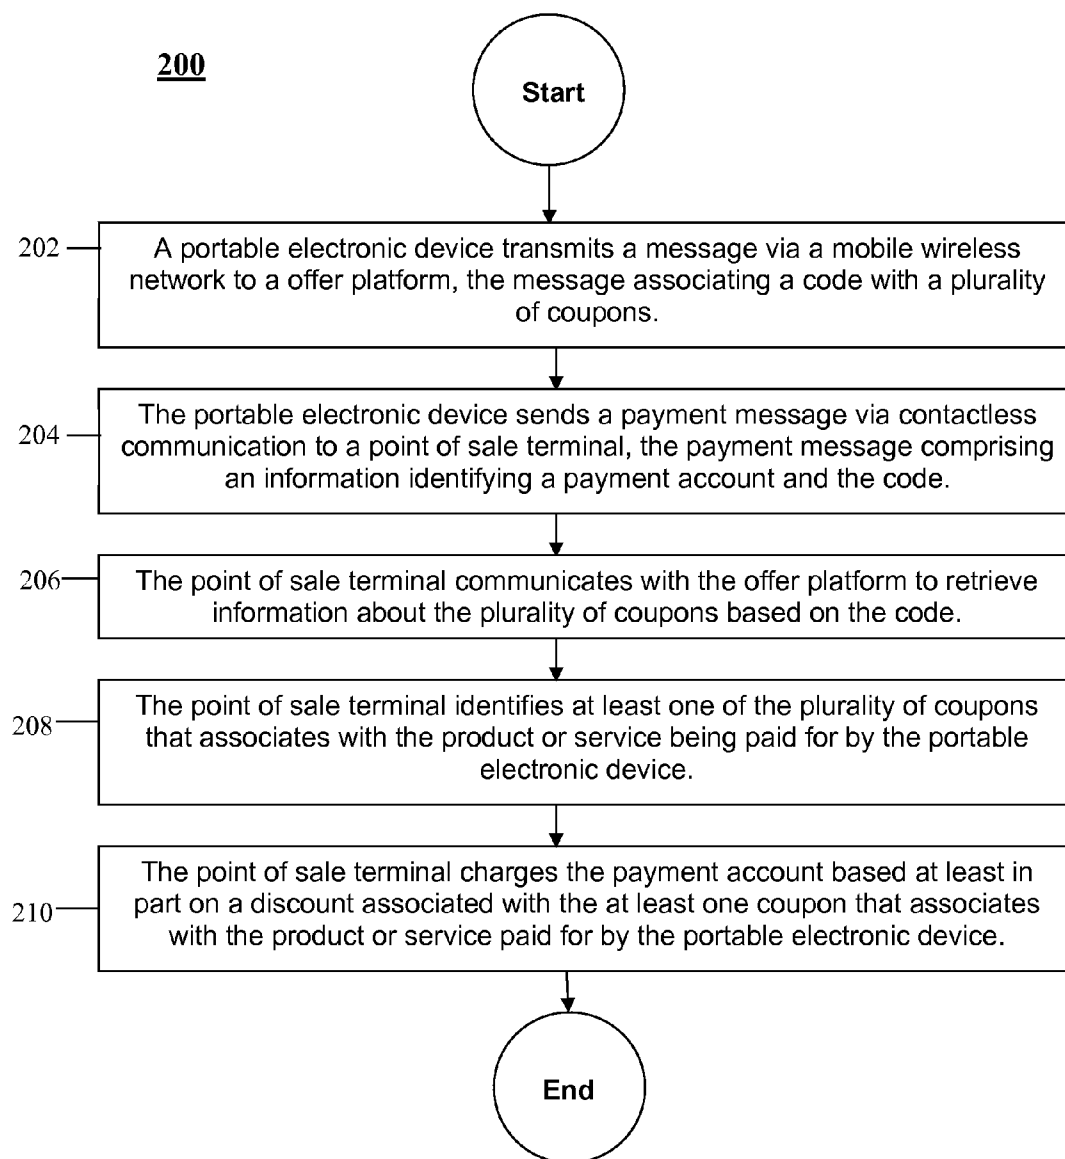 200
Start
202
A portable electronic device transmits a message via a mobile wireless
network to a offer platform, the message associating a code with a plurality
of coupons.
204
The portable electronic device sends a payment message via contactless
communication to a point of sale terminal, the payment message comprising
an information identifying a payment account and the code.
206
The point of sale terminal communicates with the offer platform to retrieve
information about the plurality of coupons based on the code.
208
The point of sale terminal identifies at least one of the plurality of coupons
that associates with the product or service being paid for by the portable
electronic device.
210
The point of sale terminal charges the payment account based at least in
part on a discount associated with the at least one coupon that associates
with the product or service paid for by the portable electronic device.
End